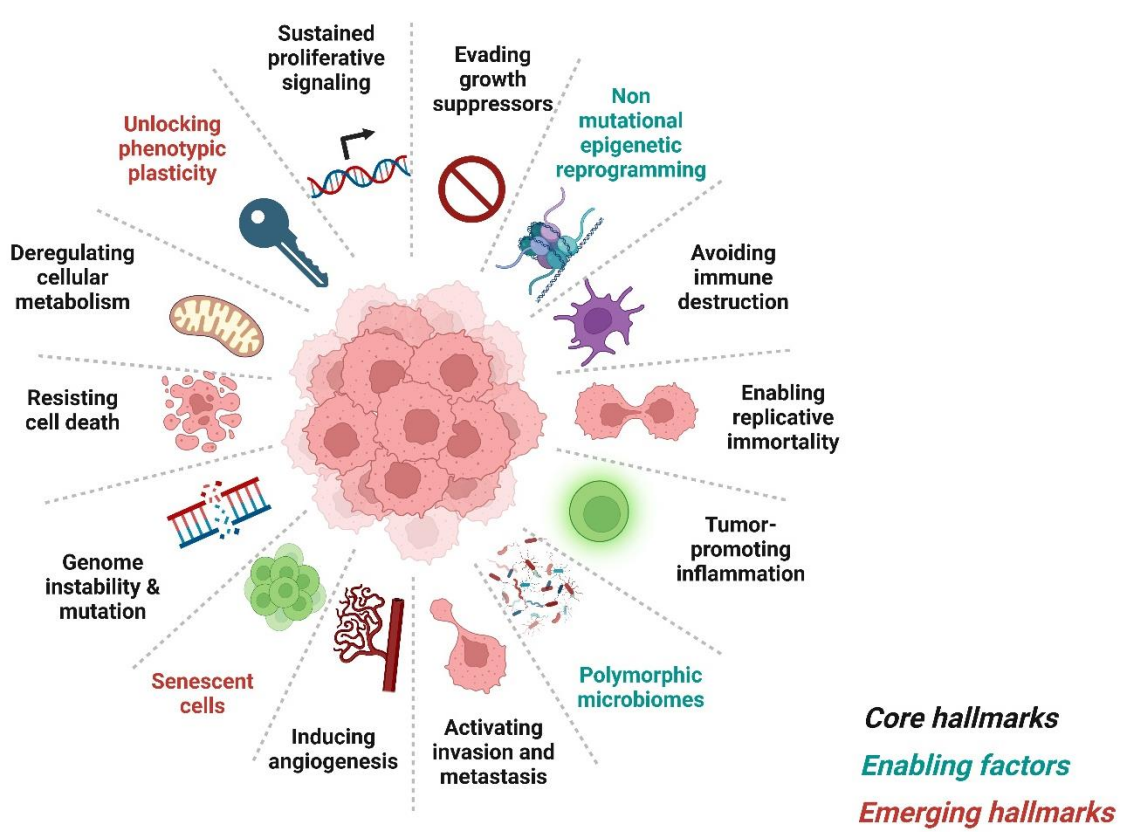 Sustained
proliferative
signaling
Evading
growth
suppressors
Non
mutational
epigenetic
reprogramming
Avoiding
immune
destruction
Enabling
replicative
immortality
Tumor-
promoting
inflammation
Polymorphic
microbiomes
Activating
invasion and
metastasis
Inducing
angiogenesis
Senescent
cells
Genome
instability &
mutation
Resisting
cell death
Deregulating
cellular
metabolism
Unlocking
phenotypic
plasticity
Core hallmarks
Enabling factors
Emerging hallmarks